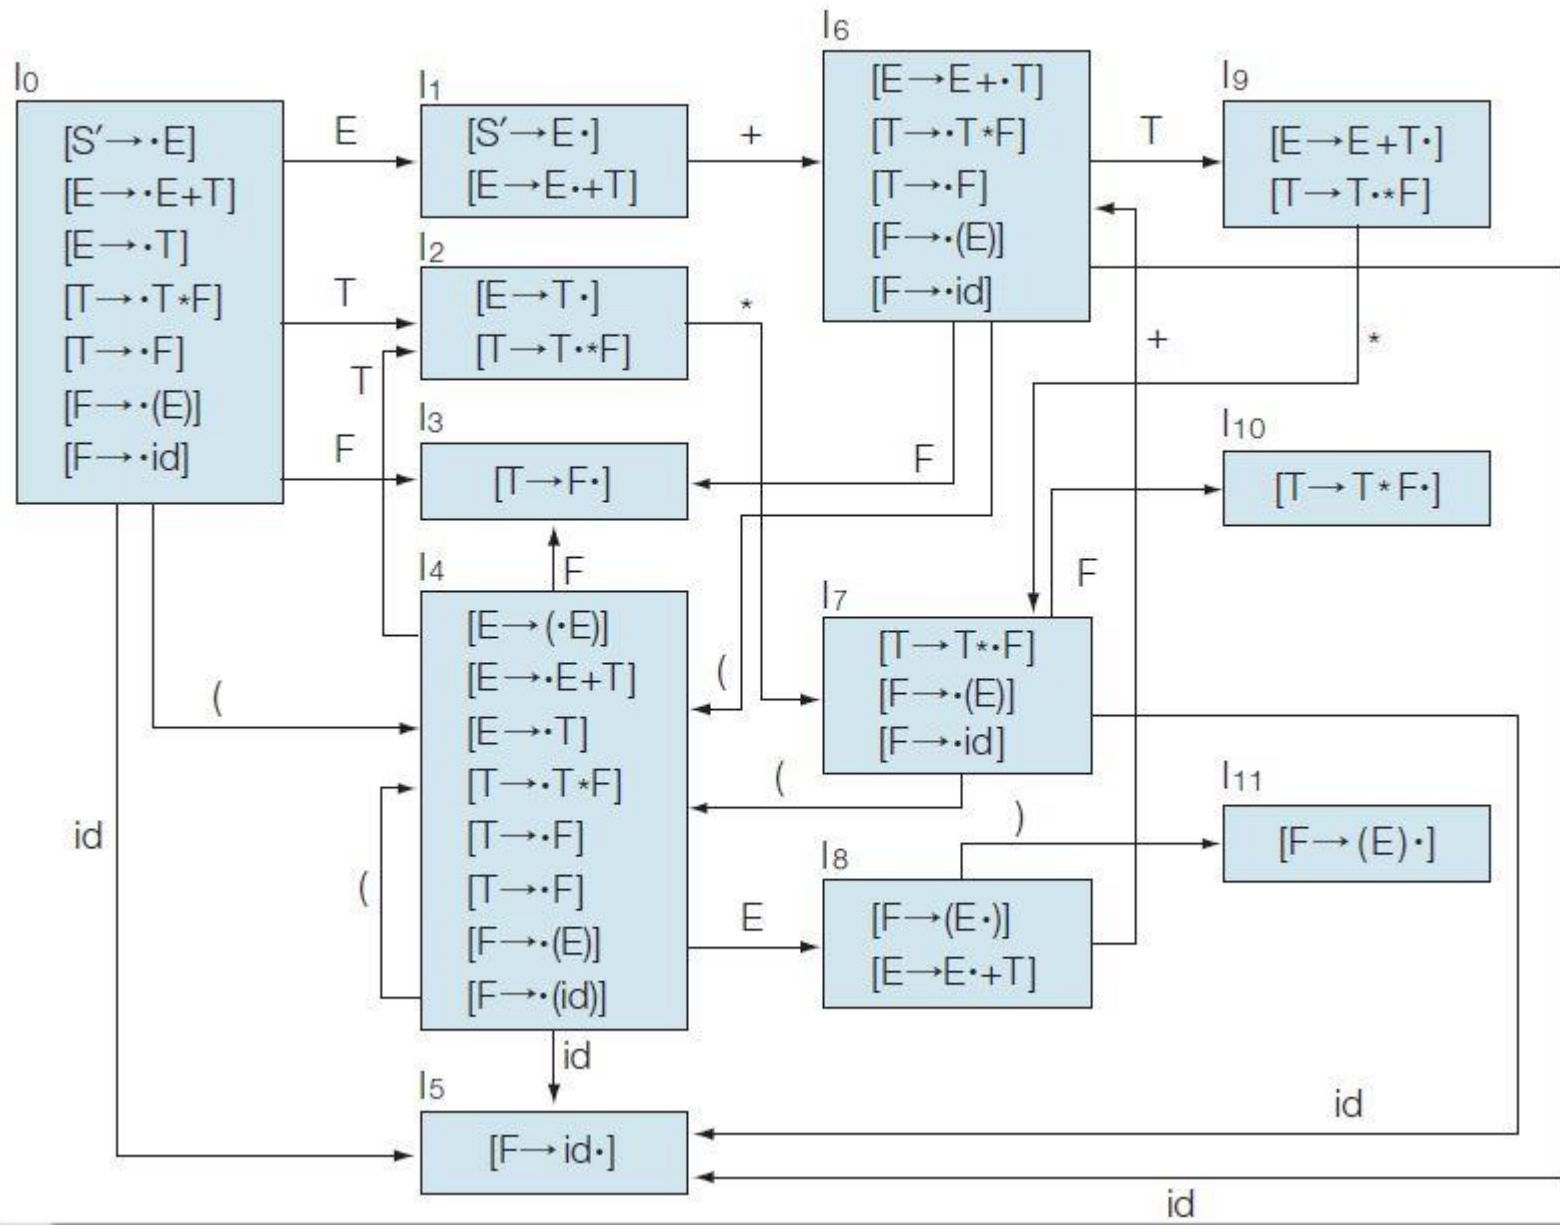 I0
[S′→·E]
[E→·E+T]
[E→·T]
[T→·T*F]
[T→·F]
[F→·(E)]
[F→·id]
E
T
F
(
id
I1
[S′→E·]
[E→E·+T]
+
I2
[E→T·]
[T→T·*F]
*
T
I3
[T→F·]
F
I4
[E→(·E)]
[E→·E+T]
[E→·T]
[T→·T*F]
[T→·F]
[T→·F]
[F→·(E)]
[F→·(id)]
(
E
id
I5
[F→id·]
I6
[E→E+·T]
[T→·T*F]
[T→·F]
[F→·(E)]
[F→·id]
T
F
(
+
I7
[T→T*·F]
[F→·(E)]
[F→·id]
F
(
I8
[F→(E·)]
[E→E·+T]
)
I9
[E→E+T·]
[T→T·*F]
*
I10
[T→T*F·]
I11
[F→(E)·]
id
id